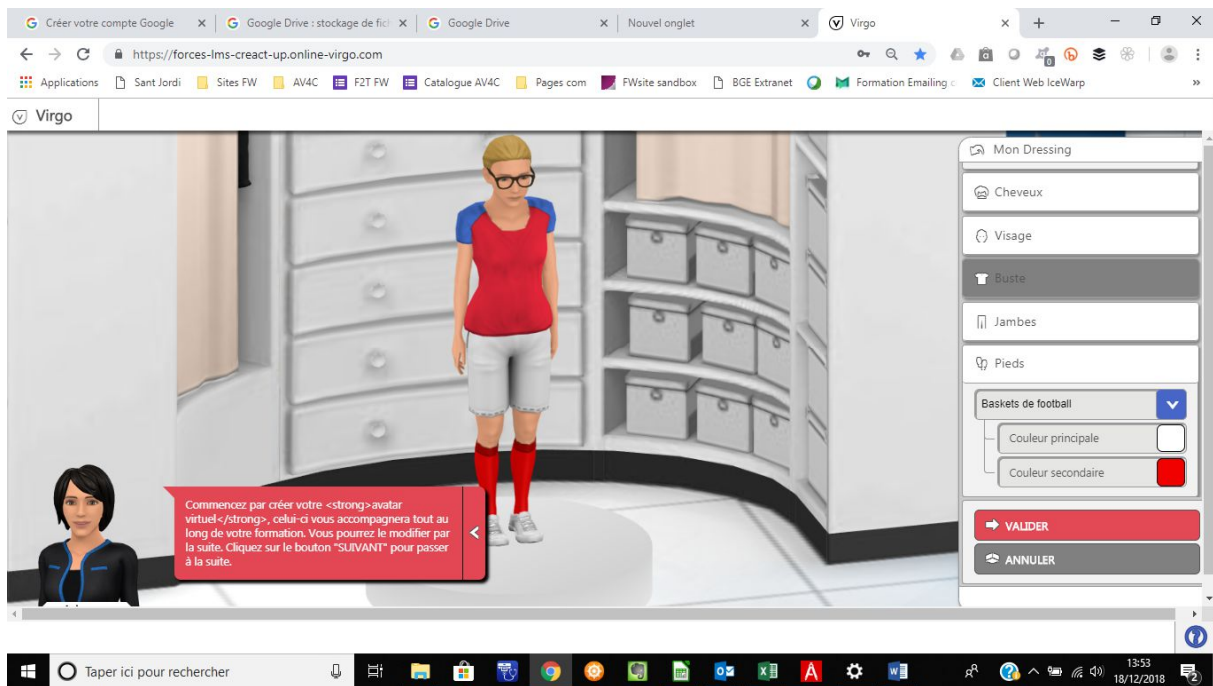 Créer votre compte Google
Google Drive : stockage de fich
Google Drive
Nouvel onglet
Virgo
https://forces-lms-creact-up.online-virgo.com
Applications
Sant Jordi
Sites FW
AV4C
F2T FW
Catalogue AV4C
Pages com
FWsite sandbox
BGE Extranet
Formation Emailing
Client Web IceWarp
Virgo
Mon Dressing
Cheveux
Visage
Buste
Jambes
Pieds
Baskets de football
Couleur principale
Couleur secondaire
VALIDER
ANNULER
Commencez par créer votre <strong>avatar
virtuel</strong>, celui-ci vous accompagnera tout au
long de votre formation. Vous pourrez le modifier par
la suite. Cliquez sur le bouton "SUIVANT" pour passer
à la suite.
Taper ici pour rechercher
13:53
18/12/2018